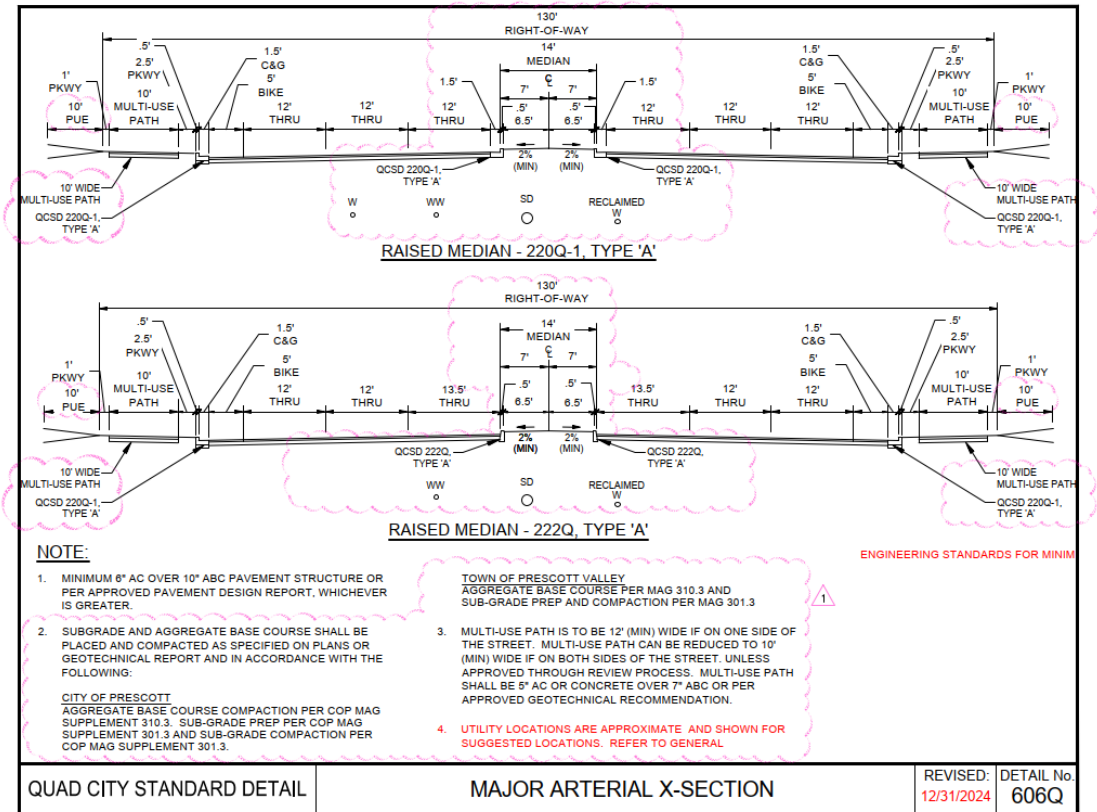 130'
RIGHT-OF-WAY
14'
MEDIAN
℄
7' 7'
.5'
2.5'
PKWY
1.5'
C&G
5'
BIKE
1'
PKWY
10'
PUE
10'
MULTI-USE
PATH
12'
THRU
12'
THRU
12'
THRU
1.5'
.5' .5'
6.5' 6.5'
1.5'
12'
THRU
12'
THRU
12'
THRU
1.5'
C&G
5'
BIKE
.5'
2.5'
PKWY
10'
MULTI-USE
PATH
1'
PKWY
10'
PUE
2%
(MIN)
2%
(MIN)
QCSD 220Q-1,
TYPE 'A'
QCSD 220Q-1,
TYPE 'A'
10' WIDE
MULTI-USE PATH
QCSD 220Q-1,
TYPE 'A'
10' WIDE
MULTI-USE PATH
QCSD 220Q-1,
TYPE 'A'
W
WW
SD
RECLAIMED
W
RAISED MEDIAN - 220Q-1, TYPE 'A'
130'
RIGHT-OF-WAY
14'
MEDIAN
℄
7' 7'
.5'
2.5'
PKWY
1.5'
C&G
5'
BIKE
1'
PKWY
10'
PUE
10'
MULTI-USE
PATH
12'
THRU
12'
THRU
13.5'
THRU
.5' .5'
6.5' 6.5'
13.5'
THRU
12'
THRU
12'
THRU
1.5'
C&G
5'
BIKE
.5'
2.5'
PKWY
10'
MULTI-USE
PATH
1'
PKWY
10'
PUE
2%
(MIN)
2%
(MIN)
QCSD 222Q,
TYPE 'A'
QCSD 222Q,
TYPE 'A'
10' WIDE
MULTI-USE PATH
QCSD 220Q-1,
TYPE 'A'
10' WIDE
MULTI-USE PATH
QCSD 220Q-1,
TYPE 'A'
WW
SD
RECLAIMED
W
RAISED MEDIAN - 222Q, TYPE 'A'
NOTE:
ENGINEERING STANDARDS FOR MINIM
1. MINIMUM 6" AC OVER 10" ABC PAVEMENT STRUCTURE OR
PER APPROVED PAVEMENT DESIGN REPORT, WHICHEVER
IS GREATER.
2. SUBGRADE AND AGGREGATE BASE COURSE SHALL BE
PLACED AND COMPACTED AS SPECIFIED ON PLANS OR
GEOTECHNICAL REPORT AND IN ACCORDANCE WITH THE
FOLLOWING:
CITY OF PRESCOTT
AGGREGATE BASE COURSE COMPACTION PER COP MAG
SUPPLEMENT 310.3. SUB-GRADE PREP PER COP MAG
SUPPLEMENT 301.3 AND SUB-GRADE COMPACTION PER
COP MAG SUPPLEMENT 301.3.
TOWN OF PRESCOTT VALLEY
AGGREGATE BASE COURSE PER MAG 310.3 AND
SUB-GRADE PREP AND COMPACTION PER MAG 301.3
1
3. MULTI-USE PATH IS TO BE 12' (MIN) WIDE IF ON ONE SIDE OF
THE STREET. MULTI-USE PATH CAN BE REDUCED TO 10'
(MIN) WIDE IF ON BOTH SIDES OF THE STREET. UNLESS
APPROVED THROUGH REVIEW PROCESS. MULTI-USE PATH
SHALL BE 5" AC OR CONCRETE OVER 7" ABC OR PER
APPROVED GEOTECHNICAL RECOMMENDATION.
4. UTILITY LOCATIONS ARE APPROXIMATE AND SHOWN FOR
SUGGESTED LOCATIONS. REFER TO GENERAL
QUAD CITY STANDARD DETAIL
MAJOR ARTERIAL X-SECTION
REVISED:
12/31/2024
DETAIL No.
606Q